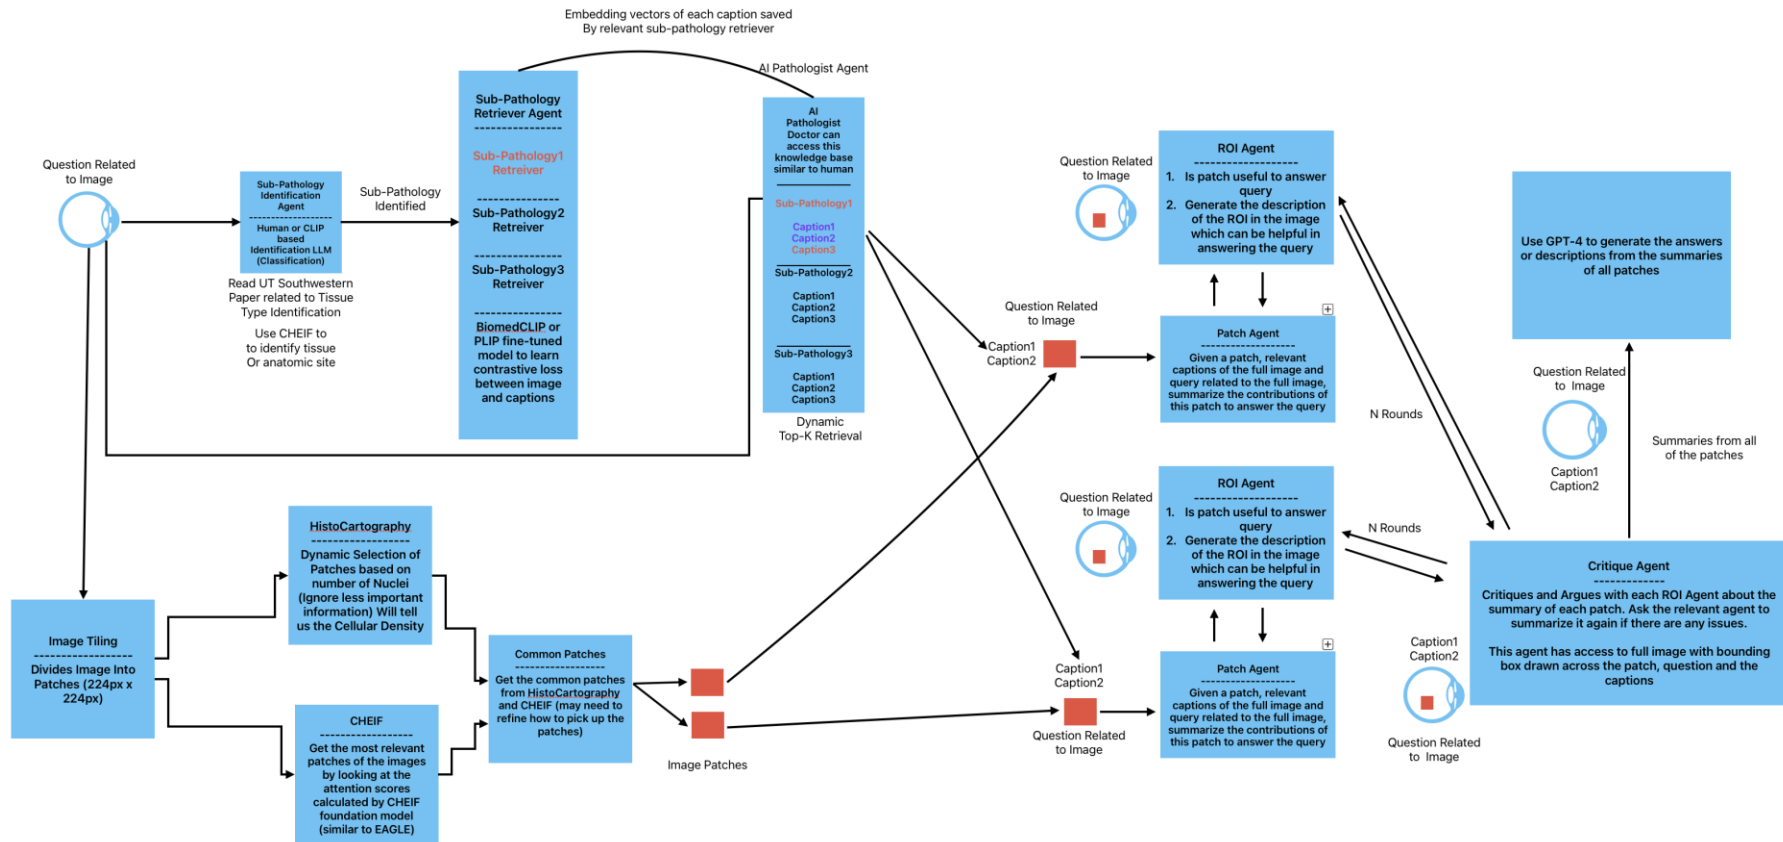 Embedding vectors of each caption saved
By relevant sub-pathology retriever
AI Pathologist Agent
Question Related
to Image
Sub-Pathology
Identification
Agent
------------------
Human or CLIP
based
Identification LLM
(Classification)
Read UT Southwestern
Paper related to Tissue
Type Identification
Use CHEIF to
to identify tissue
Or anatomic site
Sub-Pathology
Identified
Sub-Pathology
Retriever Agent
----------------
Sub-Pathology1
Retreiver
---------------
Sub-Pathology2
Retreiver
----------------
Sub-Pathology3
Retreiver
----------------
BiomedCLIP or
PLIP fine-tuned
model to learn
contrastive loss
between image
and captions
AI
Pathologist
Doctor can
access this
knowledge base
similar to human
Sub-Pathology1
Caption1
Caption2
Caption3
Sub-Pathology2
Caption1
Caption2
Caption3
Sub-Pathology3
Caption1
Caption2
Caption3
Dynamic
Top-K Retrieval
Image Tiling
------------------
Divides Image Into
Patches (224px x
224px)
HistoCartography
------------------
Dynamic Selection of
Patches based on
number of Nuclei
(Ignore less important
information) Will tell
us the Cellular Density
CHEIF
------------------
Get the most relevant
patches of the images
by looking at the
attention scores
calculated by CHEIF
foundation model
(similar to EAGLE)
Common Patches
------------------
Get the common patches
from HistoCartography
and CHEIF (may need to
refine how to pick up the
patches)
Image Patches
Question Related
to Image
Caption1
Caption2
Caption1
Caption2
Question Related
to Image
Question Related
to Image
ROI Agent
-------------------
1. Is patch useful to answer
query
2. Generate the description
of the ROI in the image
which can be helpful in
answering the query
Patch Agent
------------------
Given a patch, relevant
captions of the full image and
query related to the full image,
summarize the contributions of
this patch to answer the query
Question Related
to Image
ROI Agent
-------------------
1. Is patch useful to answer
query
2. Generate the description
of the ROI in the image
which can be helpful in
answering the query
Patch Agent
------------------
Given a patch, relevant
captions of the full image and
query related to the full image,
summarize the contributions of
this patch to answer the query
N Rounds
N Rounds
Use GPT-4 to generate the answers
or descriptions from the summaries
of all patches
Question Related
to Image
Caption1
Caption2
Summaries from all
of the patches
Critique Agent
-------------
Critiques and Argues with each ROI Agent about the
summary of each patch. Ask the relevant agent to
summarize it again if there are any issues.
This agent has access to full image with bounding
box drawn across the patch, question and the
captions
Caption1
Caption2
Question Related
to Image